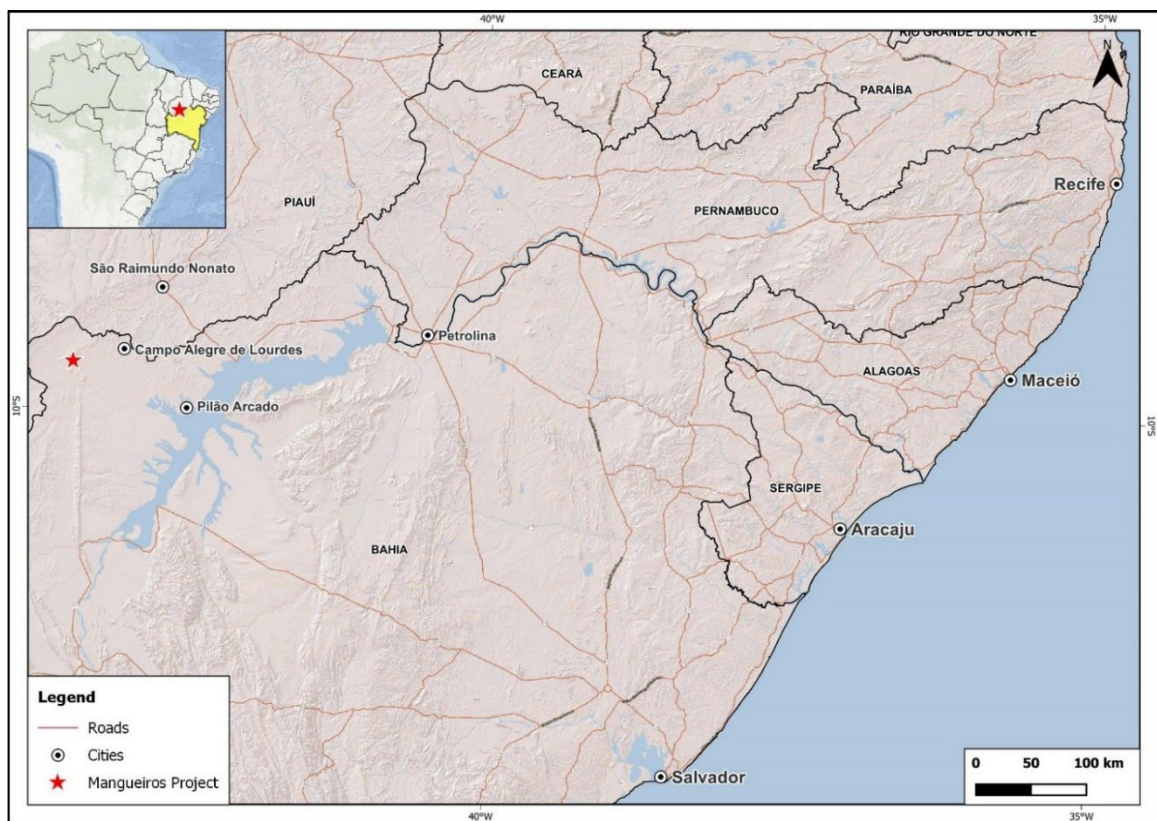 40°W
35°W
RIO GRANDE DO NORTE
N
CEARÁ
PARAÍBA
Recife
PIAUÍ
PERNAMBUCO
São Raimundo Nonato
Petrolina
Campo Alegre de Lourdes
ALAGOAS
Maceió
10°S
Pilão Arcado
10°S
SERGIPE
Aracaju
BAHIA
Legend
Roads
Cities
Mangueiros Project
0 50 100 km
Salvador
40°W
35°W